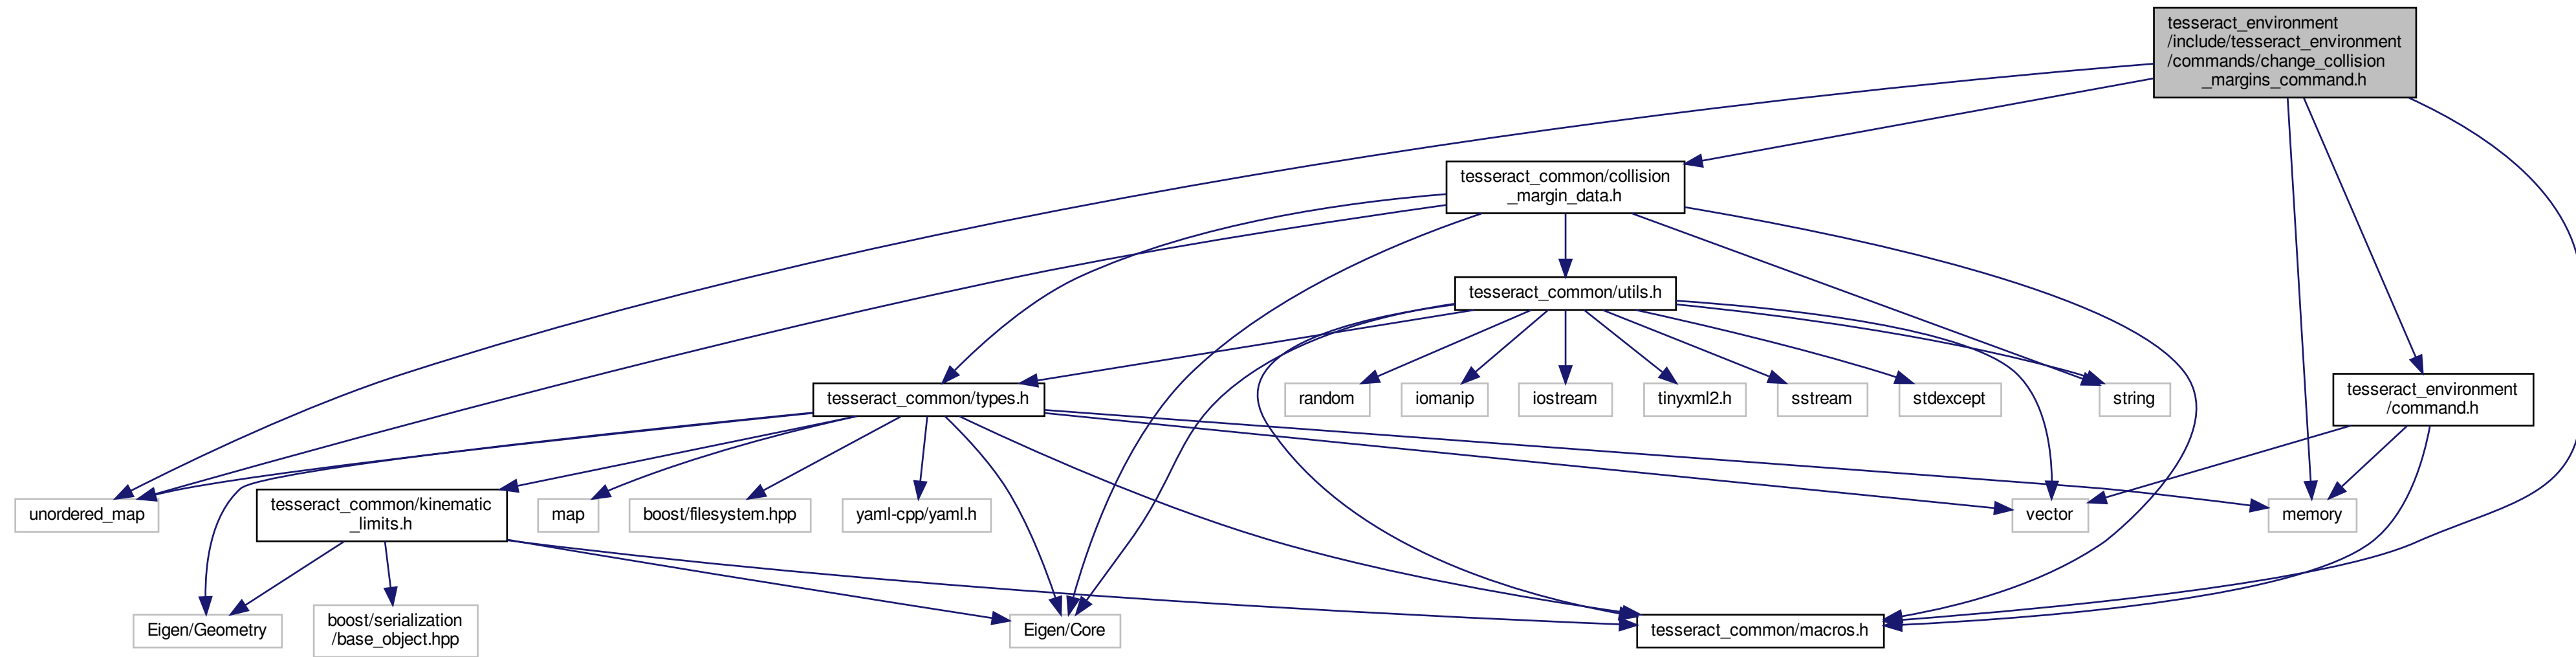 tesseract_environment
/include/tesseract_environment
/commands/change_collision
_margins_command.h
tesseract_common/collision
_margin_data.h
tesseract_common/utils.h
tesseract_common/types.h
random
iomanip
iostream
tinyxml2.h
sstream
stdexcept
string
tesseract_environment
/command.h
unordered_map
tesseract_common/kinematic
_limits.h
map
boost/filesystem.hpp
yaml-cpp/yaml.h
vector
memory
Eigen/Geometry
boost/serialization
/base_object.hpp
Eigen/Core
tesseract_common/macros.h